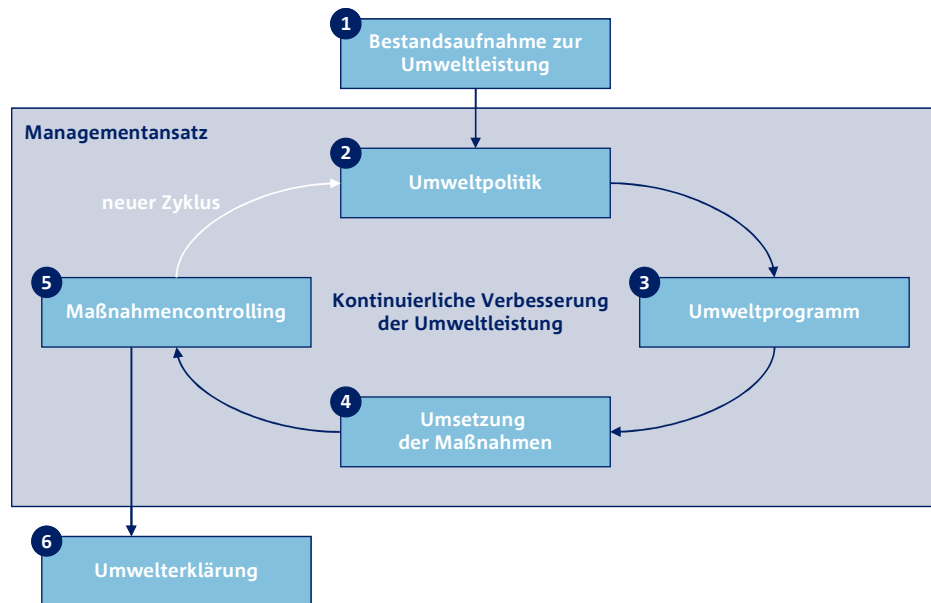 1
Bestandsaufnahme zur
Umweltleistung
Managementansatz
2
Umweltpolitik
neuer Zyklus
5
Maßnahmencontrolling
Kontinuierliche Verbesserung
der Umweltleistung
3
Umweltprogramm
4
Umsetzung
der Maßnahmen
6
Umwelterklärung